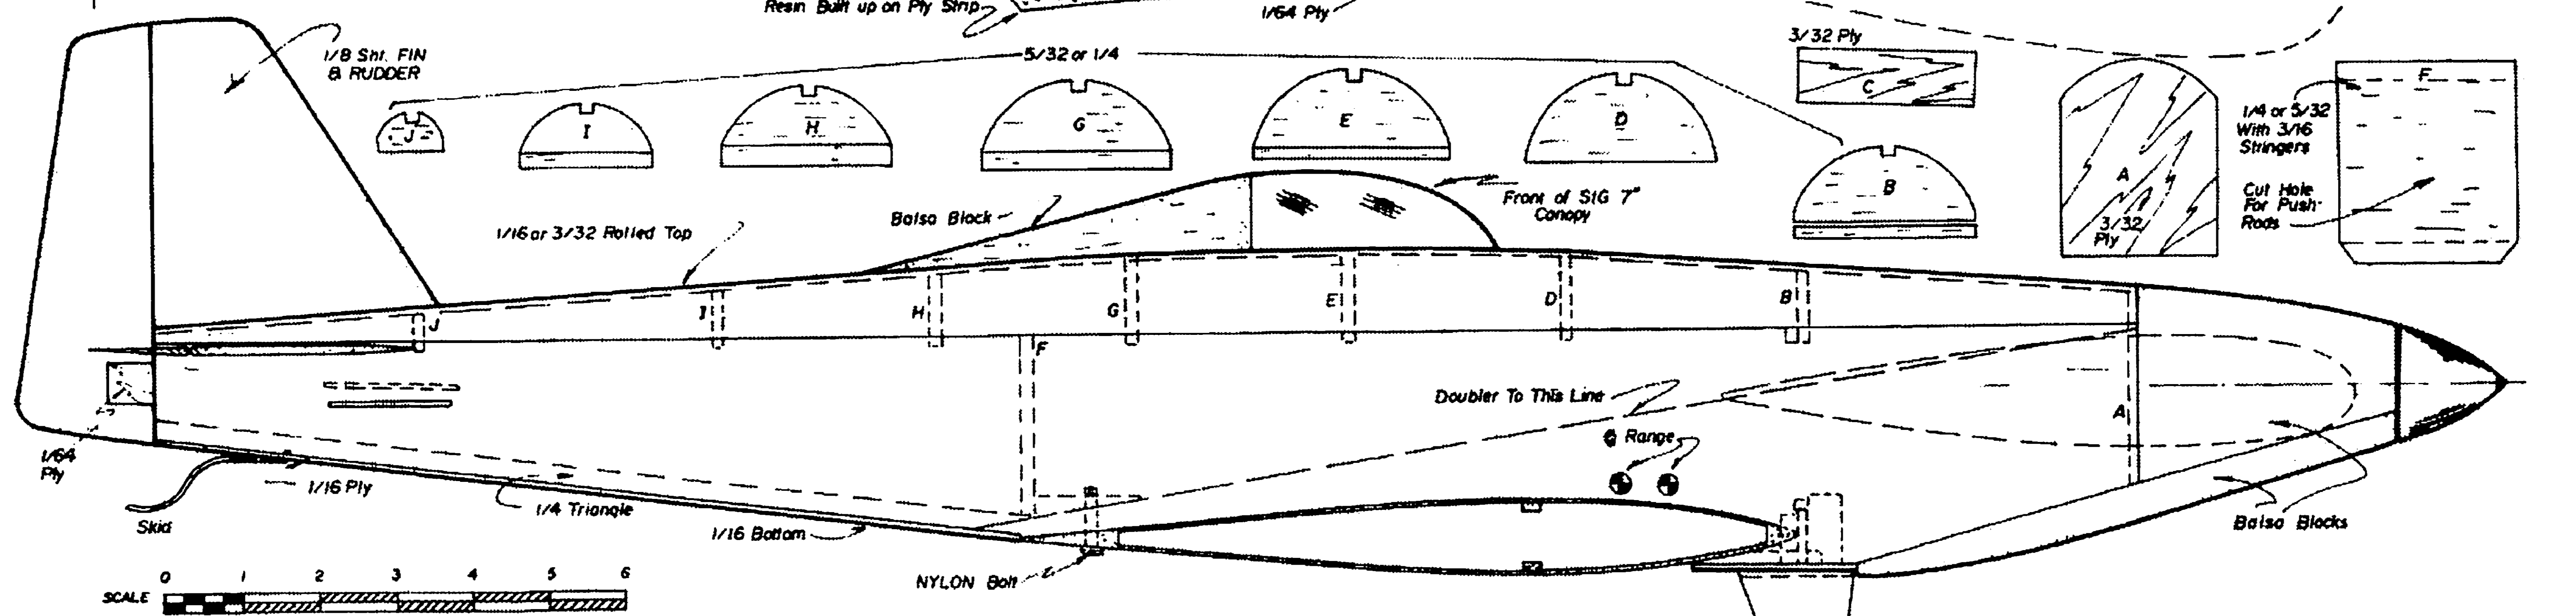 Resin Built up on Ply Strip
1/64 Ply
1/8 Sht. FIN
& RUDDER
5/32 or 1/4
3/32 Ply
C
J
I
H
G
E
D
B
A
3/32
Ply
F
1/4 or 5/32
With 3/16
Stringers
Cut Hole
For Push-
Rods
1/16 or 3/32 Rolled Top
Balsa Block
Front of SIG 7"
Canopy
J
I
H
G
E
D
B
F
A
Doubler To This Line
Range
1/64
Ply
Skid
1/16 Ply
1/4 Triangle
1/16 Bottom
NYLON Bolt
Balsa Blocks
SCALE
0 1 2 3 4 5 6